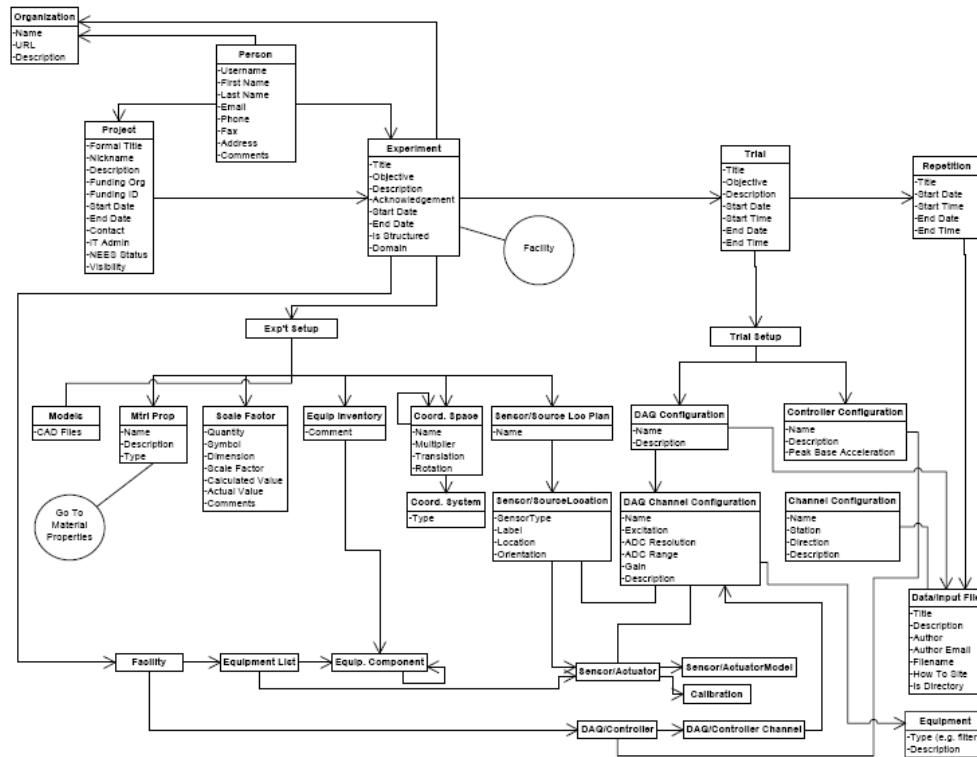 Organization
-Name
-URL
-Description
Person
-Username
-First Name
-Last Name
-Email
-Phone
-Fax
-Address
-Comments
Project
-Formal Title
-Nickname
-Description
-Funding Org
-Funding ID
-Start Date
-End Date
-Contact
-IT Admin
-NEES Status
-Visibility
Experiment
-Title
-Objective
-Description
-Acknowledgement
-Start Date
-End Date
-Is Structured
-Domain
Facility
Trial
-Title
-Objective
-Description
-Start Date
-Start Time
-End Date
-End Time
Repetition
-Title
-Start Date
-Start Time
-End Date
-End Time
Exp't Setup
Trial Setup
Models
-CAD Files
Mtrl Prop
-Name
-Description
-Type
Go To
Material
Properties
Scale Factor
-Quantity
-Symbol
-Dimension
-Scale Factor
-Calculated Value
-Actual Value
-Comments
Equip Inventory
-Comment
Coord. Space
-Name
-Multiplier
-Translation
-Rotation
Coord. System
-Type
Sensor/Source Loc Plan
-Name
Sensor/SourceLocation
-SensorType
-Label
-Location
-Orientation
DAQ Configuration
-Name
-Description
DAQ Channel Configuration
-Name
-Excitation
-ADC Resolution
-ADC Range
-Gain
-Description
Controller Configuration
-Name
-Description
-Peak Base Acceleration
Channel Configuration
-Name
-Station
-Direction
-Description
Data/Input File
-Title
-Description
-Author
-Author Email
-Filename
-How To Site
-Is Directory
Facility
Equipment List
Equip. Component
Sensor/Actuator
Sensor/ActuatorModel
Calibration
DAQ/Controller
DAQ/Controller Channel
Equipment
-Type (e.g. filter
-Description